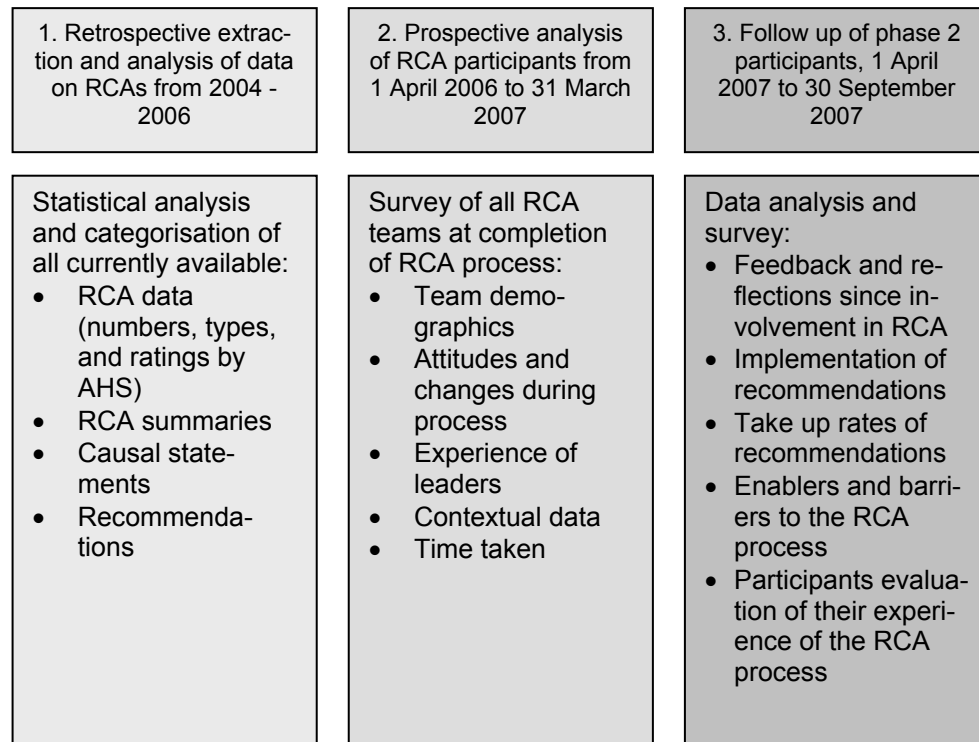 1. Retrospective extrac-
tion and analysis of data
on RCAs from 2004 -
2006
2. Prospective analysis
of RCA participants from
1 April 2006 to 31 March
2007
3. Follow up of phase 2
participants, 1 April
2007 to 30 September
2007
Statistical analysis
and categorisation of
all currently available:
• RCA data
(numbers, types,
and ratings by
AHS)
• RCA summaries
• Causal state-
ments
• Recommenda-
tions
Survey of all RCA
teams at completion
of RCA process:
• Team demo-
graphics
• Attitudes and
changes during
process
• Experience of
leaders
• Contextual data
• Time taken
Data analysis and
survey:
• Feedback and re-
flections since in-
volvement in RCA
• Implementation of
recommendations
• Take up rates of
recommendations
• Enablers and barri-
ers to the RCA
process
• Participants evalua-
tion of their experi-
ence of the RCA
process